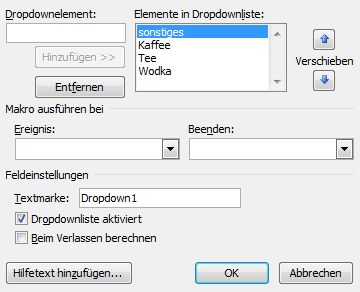 Dropdownelement:
Elemente in Dropdownliste:
Hinzufügen >>
Entfernen
sonstiges
Kaffee
Tee
Wodka
Verschieben
Makro ausführen bei
Ereignis:
Beenden:
Feldeinstellungen
Textmarke:
Dropdown1
Dropdownliste aktiviert
Beim Verlassen berechnen
Hilfetext hinzufügen...
OK
Abbrechen